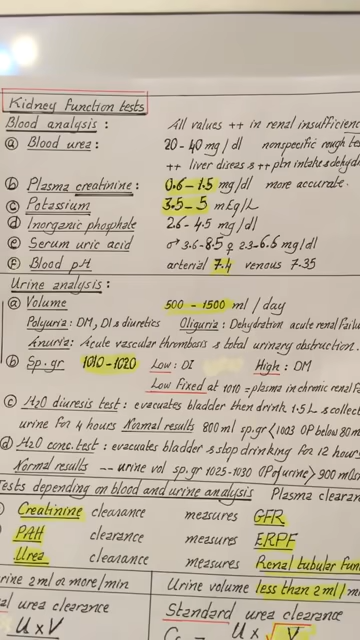 Kidney function tests
Blood analysis : All values ++ in renal insufficienc
ⓐ Blood urea: 20-40 mg/dl nonspecific rough te
++ liver diseas & ++ ptn intake & dehyd
ⓑ Plasma creatinine: 0.6-1.5 mg/dl more accurate.
ⓒ Potassium 3.5-5 mEq/L
ⓓ Inorganic phosphate 2.6-4.5 mg/dl
ⓔ Serum uric acid ♂ 3.6-8.5 ♀ 2.3-6.6 mg/dl
ⓕ Blood pH arterial 7.4 venous 7.35
Urine analysis :
ⓐ Volume 500-1500 ml / day
Polyuria: DM, DI & diuretics Oliguria: Dehydration acute renal failu
Anuria: Acute vascular thrombosis & total urinary obstruction.
ⓑ Sp.gr 1010-1020 Low: DI High: DM
Low Fixed at 1010 = plasma in chronic renal f
ⓒ H2O diuresis test: evacuates bladder then drink 1.5 L & collec
urine for 4 hours Normal results 800 ml sp.gr < 1003 OP below 80 m
ⓓ H2O conc. test: evacuates bladder & stop drinking for 12 hour
Normal results -- urine vol sp.gr 1025-1030 OP of urine > 900 mOs
Tests depending on blood and urine analysis Plasma clearan
Creatinine clearance measures GFR
PAH clearance measures ERPF
Urea clearance measures Renal tubular fun
rine 2 ml or more/min Urine volume less than 2 ml / m
al urea clearance Standard urea clearance
U x V U x √V